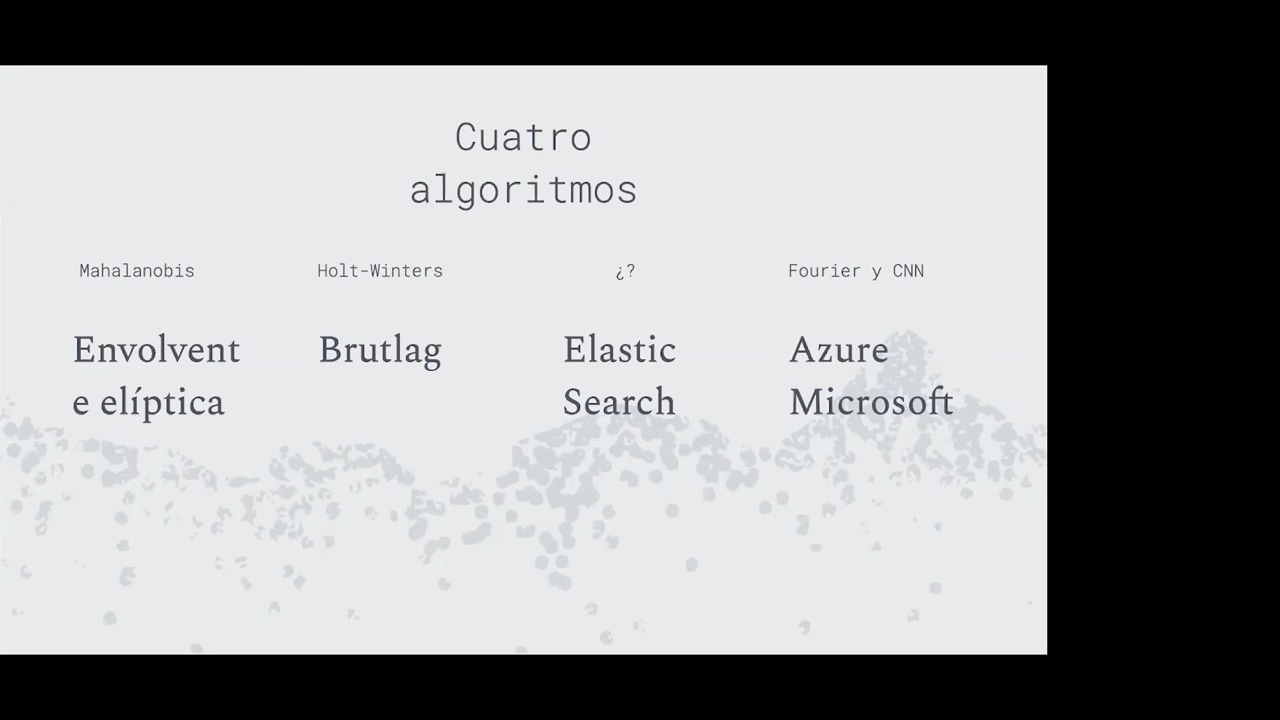 Cuatro
algoritmos
Mahalanobis
Holt-Winters
¿?
Fourier y CNN
Envolvent
e elíptica
Brutlag
Elastic
Search
Azure
Microsoft